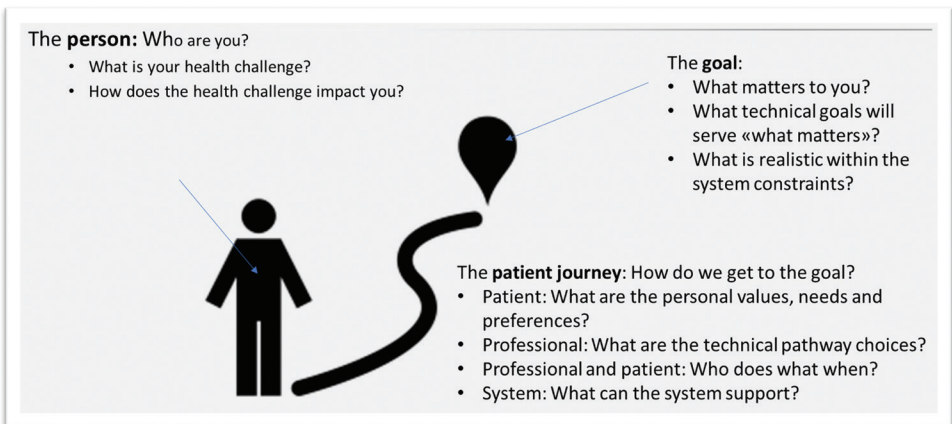 The person: Who are you?
• What is your health challenge?
• How does the health challenge impact you?
The goal:
• What matters to you?
• What technical goals will
serve «what matters»?
• What is realistic within the
system constraints?
The patient journey: How do we get to the goal?
• Patient: What are the personal values, needs and
preferences?
• Professional: What are the technical pathway choices?
• Professional and patient: Who does what when?
• System: What can the system support?